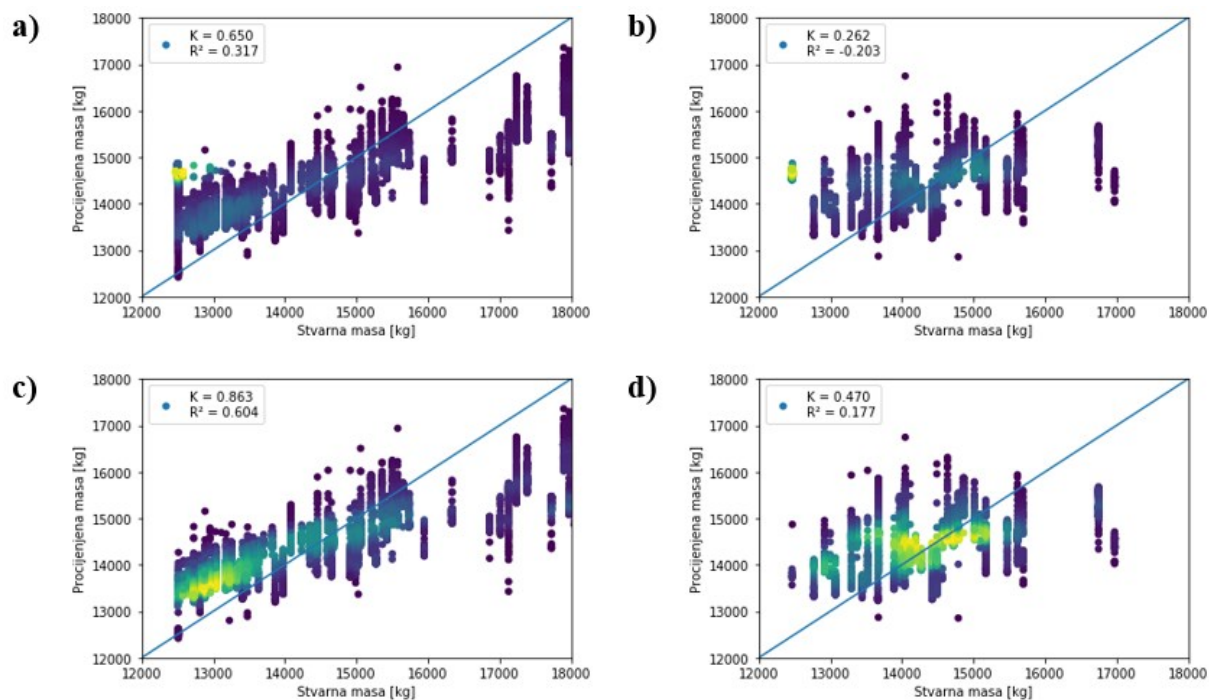 a)
K = 0.650
R² = 0.317
18000
17000
16000
15000
14000
13000
12000
Procijenjena masa [kg]
12000 13000 14000 15000 16000 17000 18000
Stvarna masa [kg]
b)
K = 0.262
R² = -0.203
18000
17000
16000
15000
14000
13000
12000
Procijenjena masa [kg]
12000 13000 14000 15000 16000 17000 18000
Stvarna masa [kg]
c)
K = 0.863
R² = 0.604
18000
17000
16000
15000
14000
13000
12000
Procijenjena masa [kg]
12000 13000 14000 15000 16000 17000 18000
Stvarna masa [kg]
d)
K = 0.470
R² = 0.177
18000
17000
16000
15000
14000
13000
12000
Procijenjena masa [kg]
12000 13000 14000 15000 16000 17000 18000
Stvarna masa [kg]